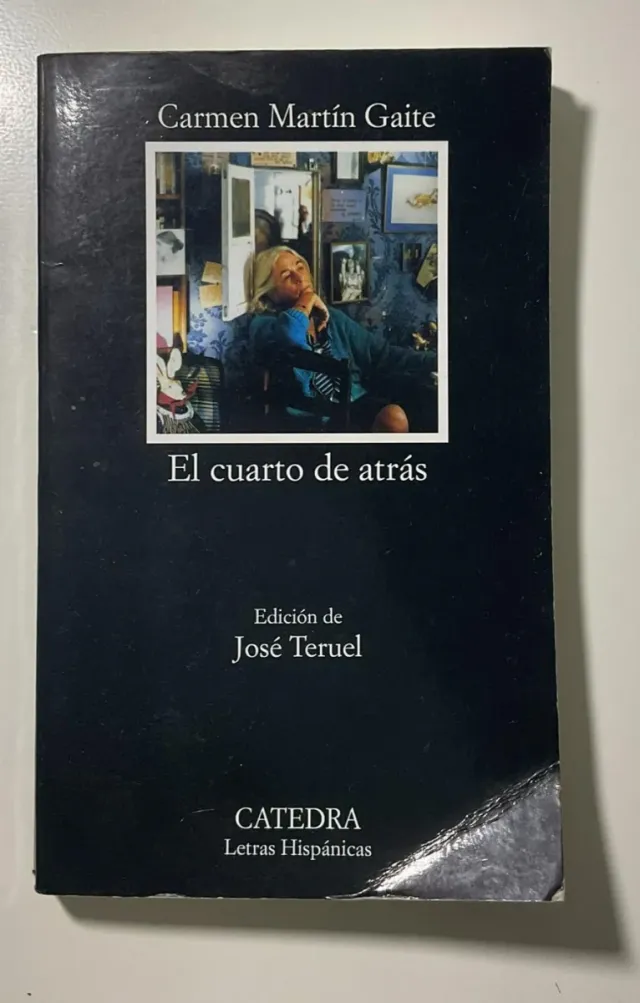 Carmen Martín Gaite
El cuarto de atrás
Edición de
José Teruel
CATEDRA
Letras Hispánicas